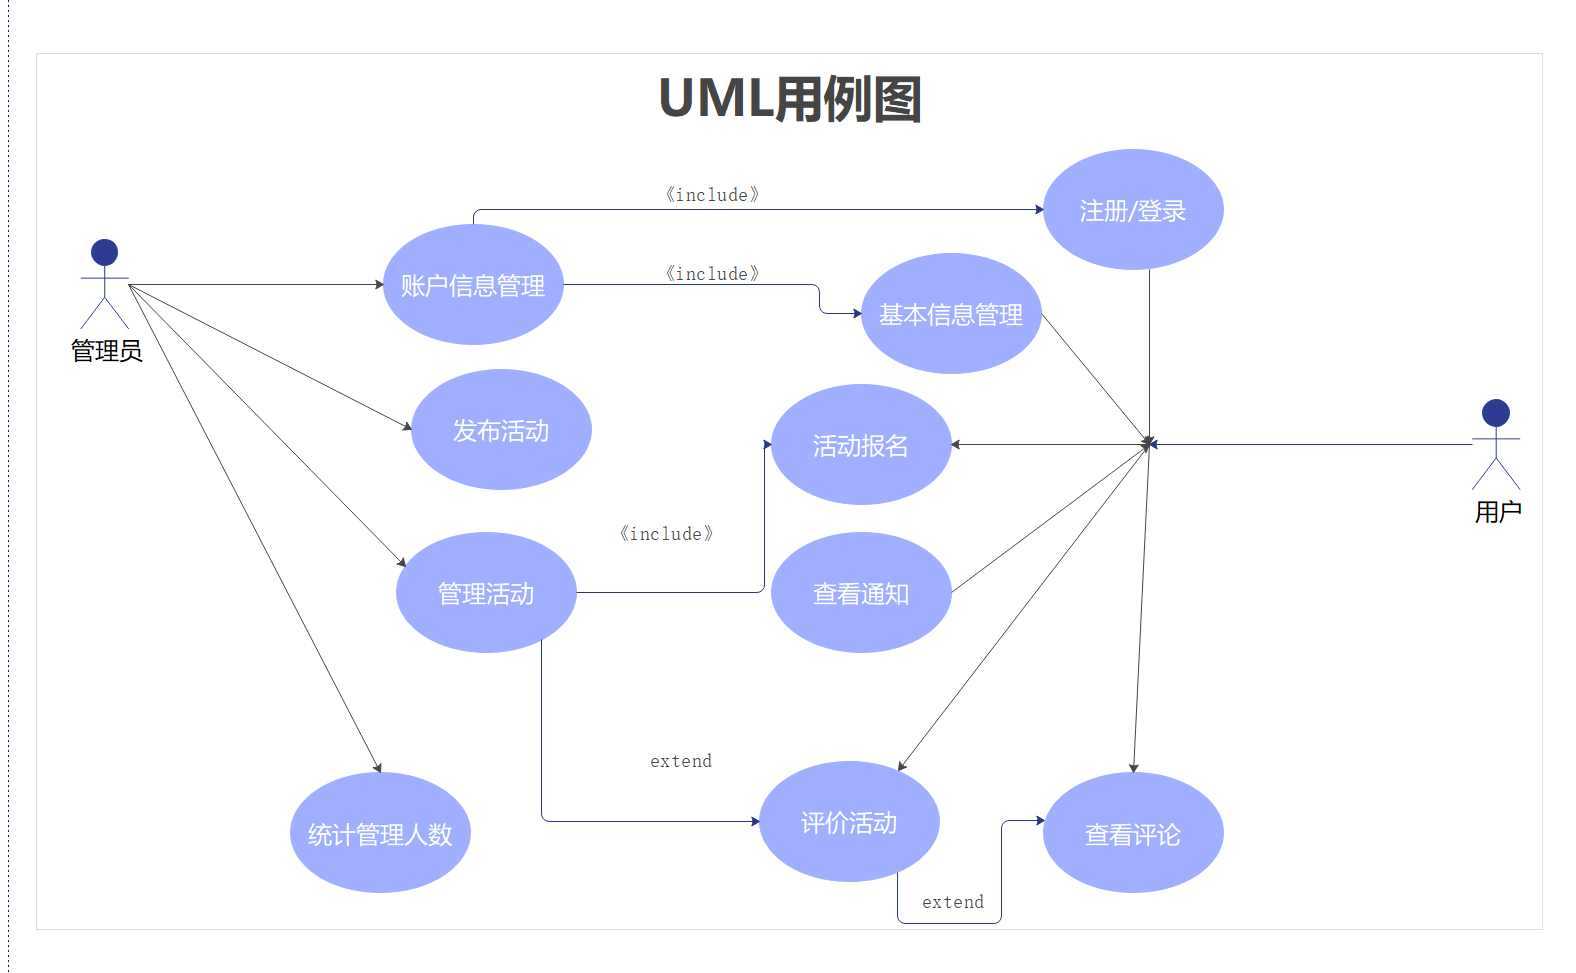 UML用例图
《include》
注册/登录
《include》
账户信息管理
基本信息管理
管理员
发布活动
活动报名
用户
《include》
管理活动
查看通知
extend
统计管理人数
评价活动
查看评论
extend